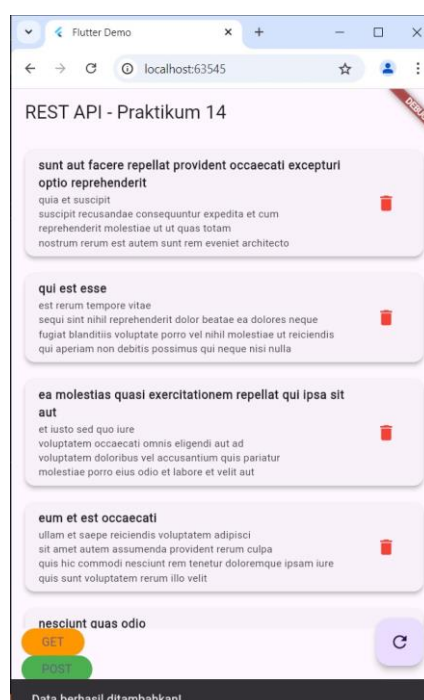 Flutter Demo
localhost:63545
REST API - Praktikum 14
DEBUG
sunt aut facere repellat provident occaecati excepturi
optio reprehenderit
quia et suscipit
suscipit recusandae consequuntur expedita et cum
reprehenderit molestiae ut ut quas totam
nostrum rerum est autem sunt rem eveniet architecto
qui est esse
est rerum tempore vitae
sequi sint nihil reprehenderit dolor beatae ea dolores neque
fugiat blanditiis voluptate porro vel nihil molestiae ut reiciendis
qui aperiam non debitis possimus qui neque nisi nulla
ea molestias quasi exercitationem repellat qui ipsa sit
aut
et iusto sed quo iure
voluptatem occaecati omnis eligendi aut ad
voluptatem doloribus vel accusantium quis pariatur
molestiae porro eius odio et labore et velit aut
eum et est occaecati
ullam et saepe reiciendis voluptatem adipisci
sit amet autem assumenda provident rerum culpa
quis hic commodi nesciunt rem tenetur doloremque ipsam iure
quis sunt voluptatem rerum illo velit
nesciunt quas odio
GET
POST
Data berhasil ditambahkan!